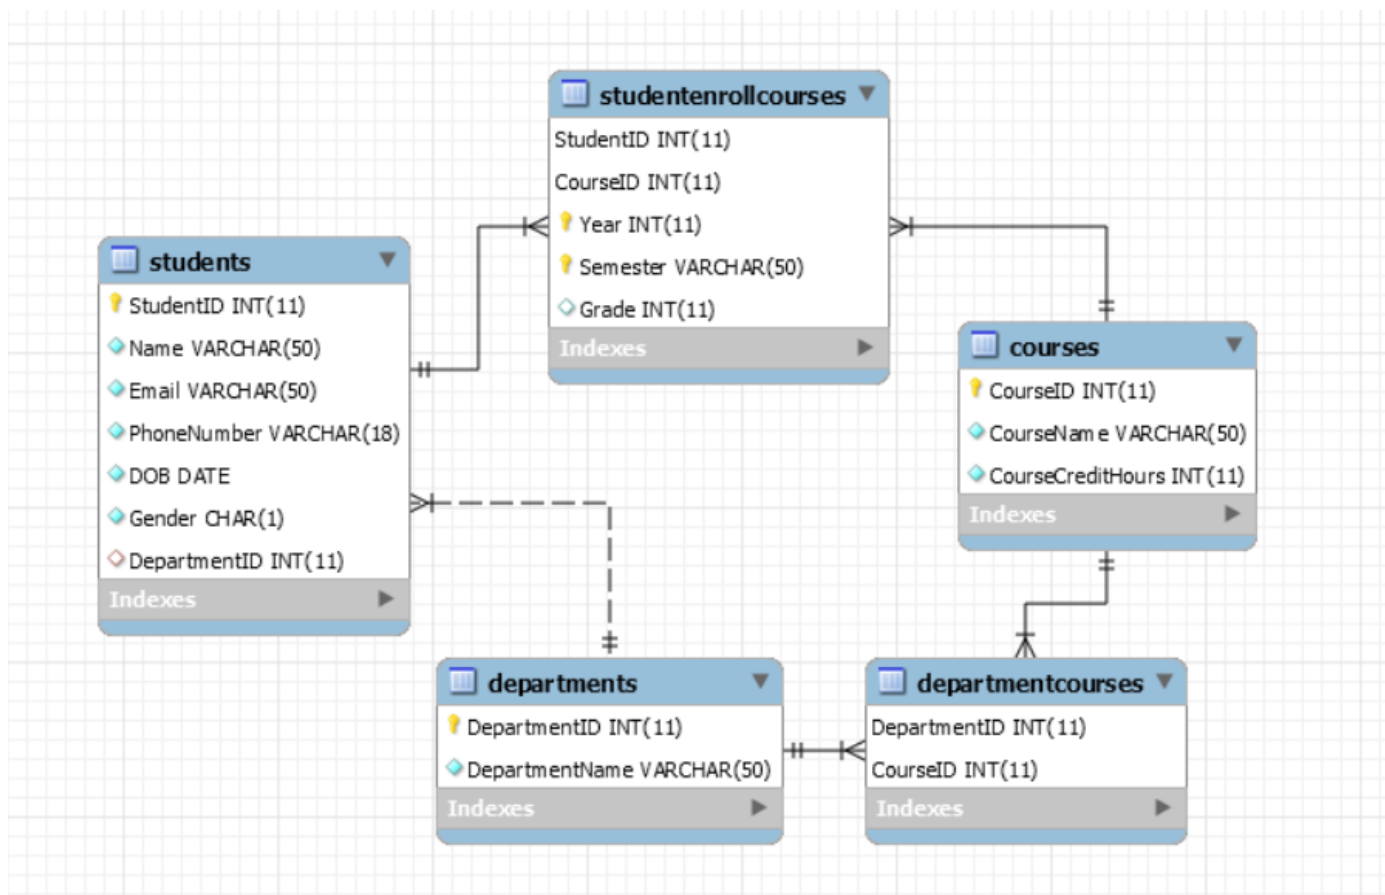 studentenrollcourses
StudentID INT(11)
CourseID INT(11)
Year INT(11)
Semester VARCHAR(50)
Grade INT(11)
Indexes
students
StudentID INT(11)
Name VARCHAR(50)
Email VARCHAR(50)
PhoneNumber VARCHAR(18)
DOB DATE
Gender CHAR(1)
DepartmentID INT(11)
Indexes
courses
CourseID INT(11)
CourseName VARCHAR(50)
CourseCreditHours INT(11)
Indexes
departments
DepartmentID INT(11)
DepartmentName VARCHAR(50)
Indexes
departmentcourses
DepartmentID INT(11)
CourseID INT(11)
Indexes